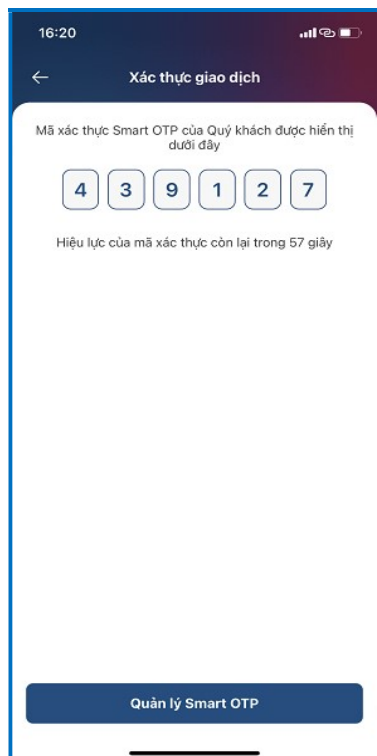 16:20
Xác thực giao dịch
Mã xác thực Smart OTP của Quý khách được hiển thị
dưới đây
4 3 9 1 2 7
Hiệu lực của mã xác thực còn lại trong 57 giây
Quản lý Smart OTP